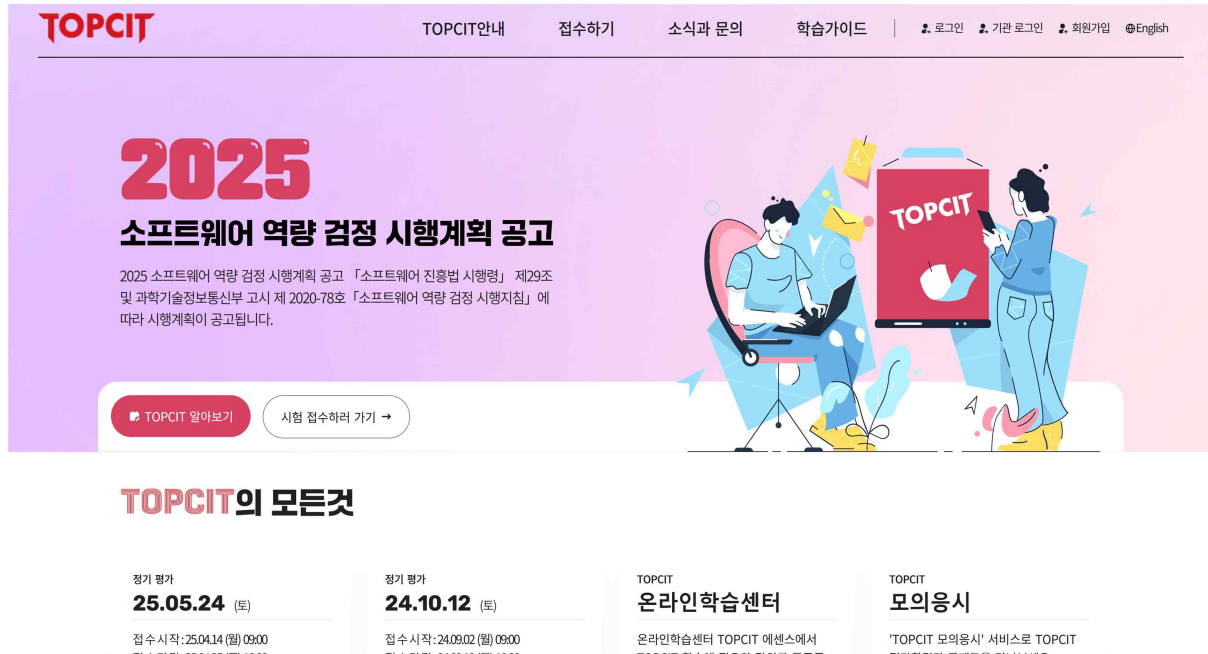 TOPCIT
TOPCIT안내 접수하기 소식과 문의 학습가이드 로그인 기관 로그인 회원가입 English
2025
소프트웨어 역량 검정 시행계획 공고
2025 소프트웨어 역량 검정 시행계획 공고 「소프트웨어 진흥법 시행령」 제29조
및 과학기술정보통신부 고시 제 2020-78호「소프트웨어 역량 검정 시행지침」에
따라 시행계획이 공고됩니다.
TOPCIT
TOPCIT 알아보기 시험 접수하러 가기 →
TOPCIT의 모든것
정기 평가
25.05.24 (토)
접수시작: 25.04.14 (월) 09:00
정기 평가
24.10.12 (토)
접수시작: 24.09.02 (월) 09:00
TOPCIT
온라인학습센터
온라인학습센터 TOPCIT 에센스에서
TOPCIT
모의응시
'TOPCIT 모의응시' 서비스로 TOPCIT